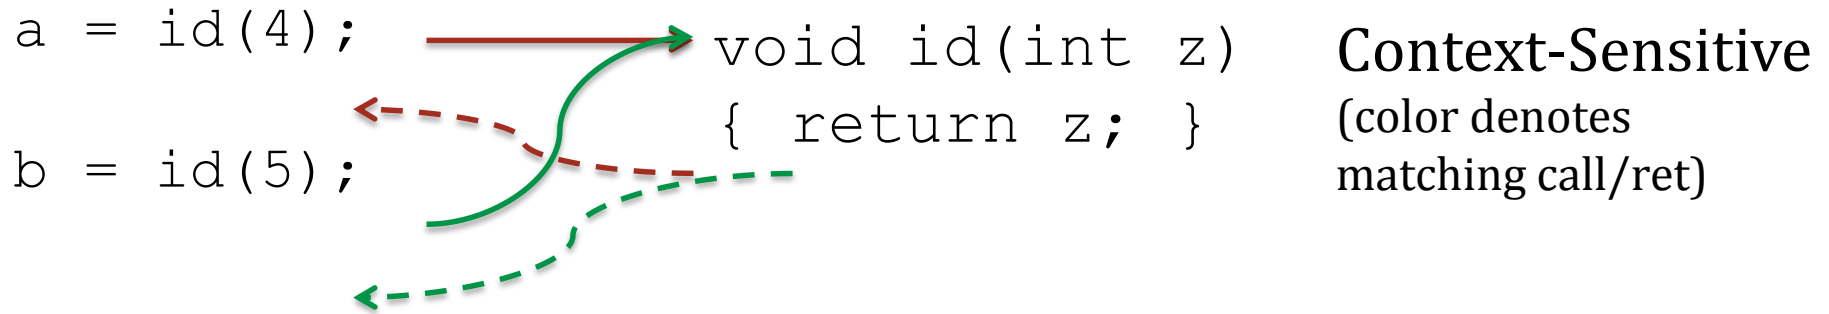 a = id(4);
void id(int z)
{ return z; }
b = id(5);
Context-Sensitive
(color denotes
matching call/ret)